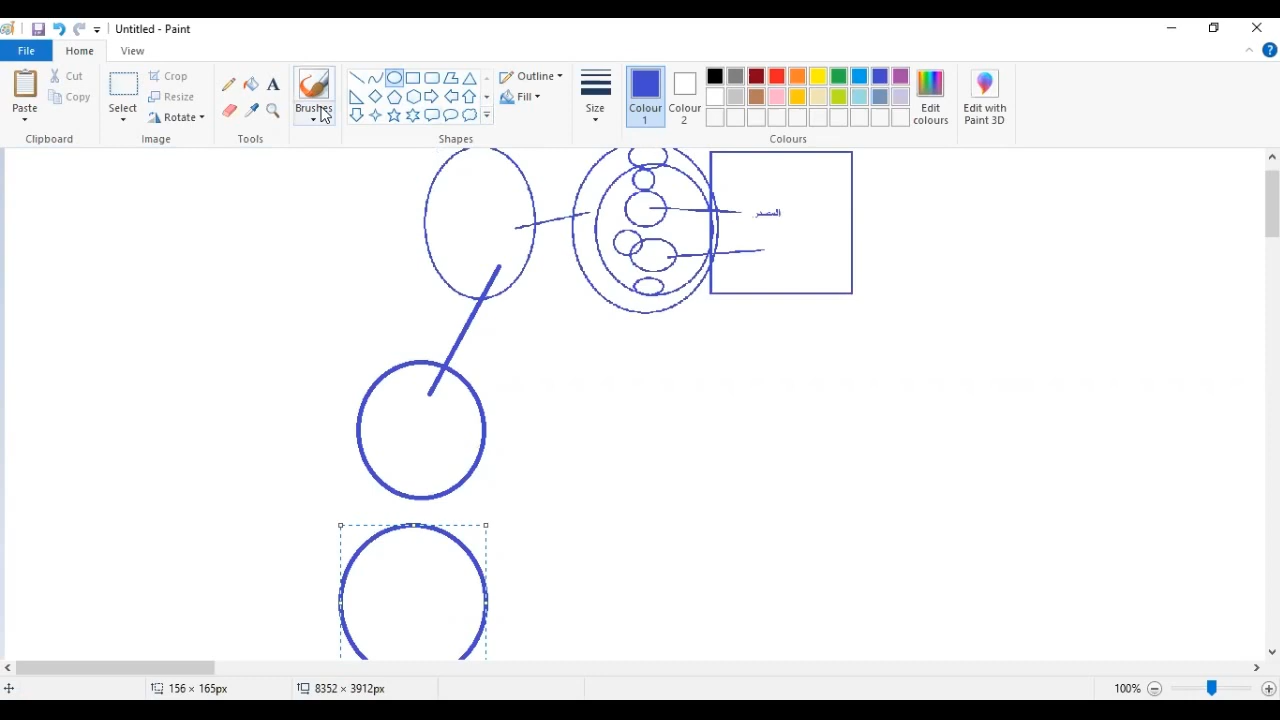 Untitled - Paint
File
Home
View
Paste
Cut
Copy
Clipboard
Select
Crop
Resize
Rotate
Image
Tools
Brushes
Shapes
Outline
Fill
Size
Colour 1
Colour 2
Colours
Edit colours
Edit with Paint 3D
المصدر
156 × 165px
8352 × 3912px
100%